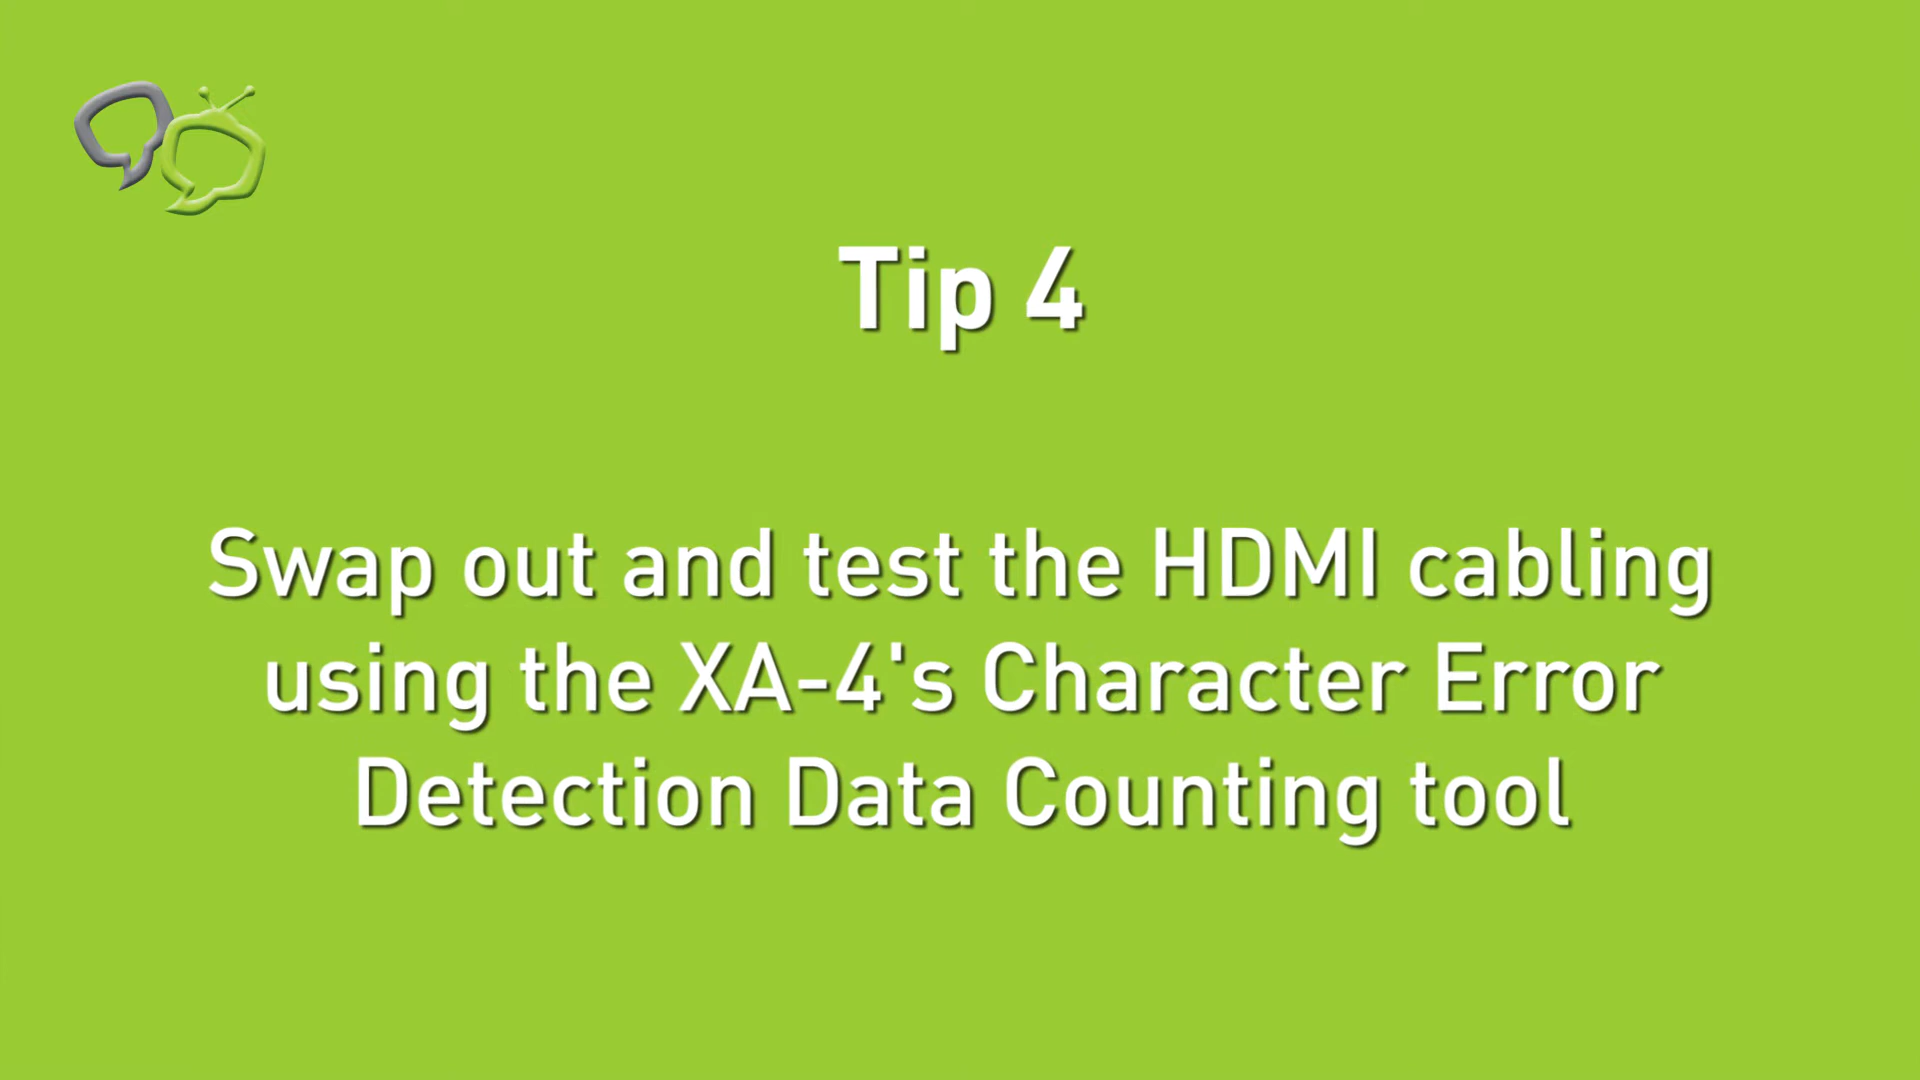 Tip 4
Swap out and test the HDMI cabling
using the XA-4's Character Error
Detection Data Counting tool